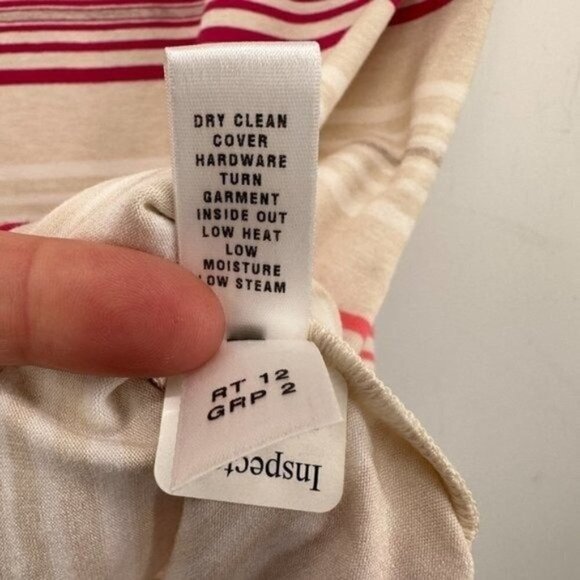 DRY CLEAN
COVER
HARDWARE
TURN
GARMENT
INSIDE OUT
LOW HEAT
LOW
MOISTURE
LOW STEAM
RT 12
GRP 2
Inspect